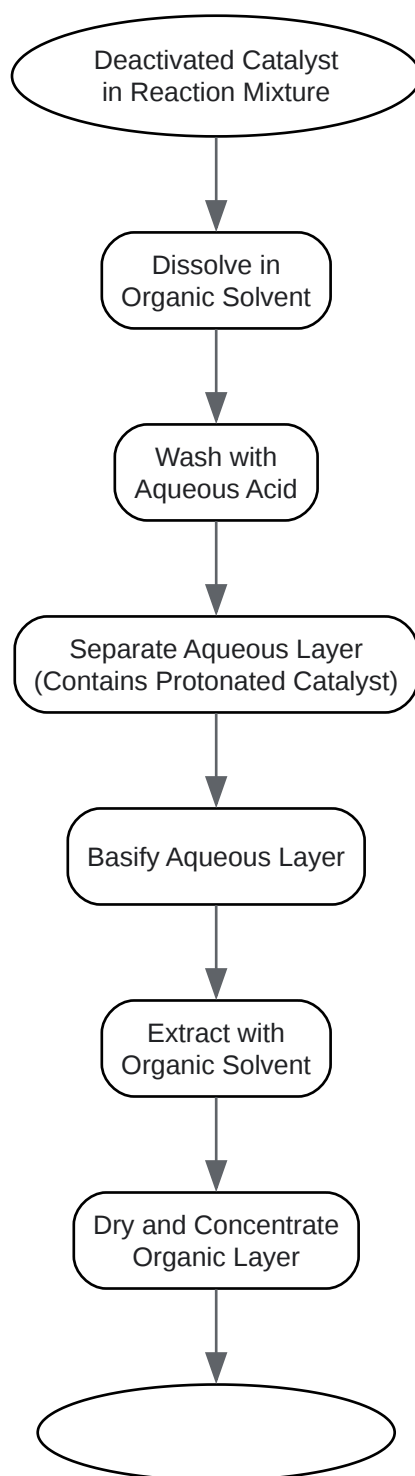 Deactivated Catalyst
in Reaction Mixture
Dissolve in
Organic Solvent
Wash with
Aqueous Acid
Separate Aqueous Layer
(Contains Protonated Catalyst)
Basify Aqueous Layer
Extract with
Organic Solvent
Dry and Concentrate
Organic Layer